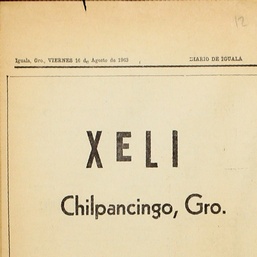 12
Iguala, Gro., VIERNES 16 de Agosto de 1963 DIARIO DE IGUALA
XELI
Chilpancingo, Gro.